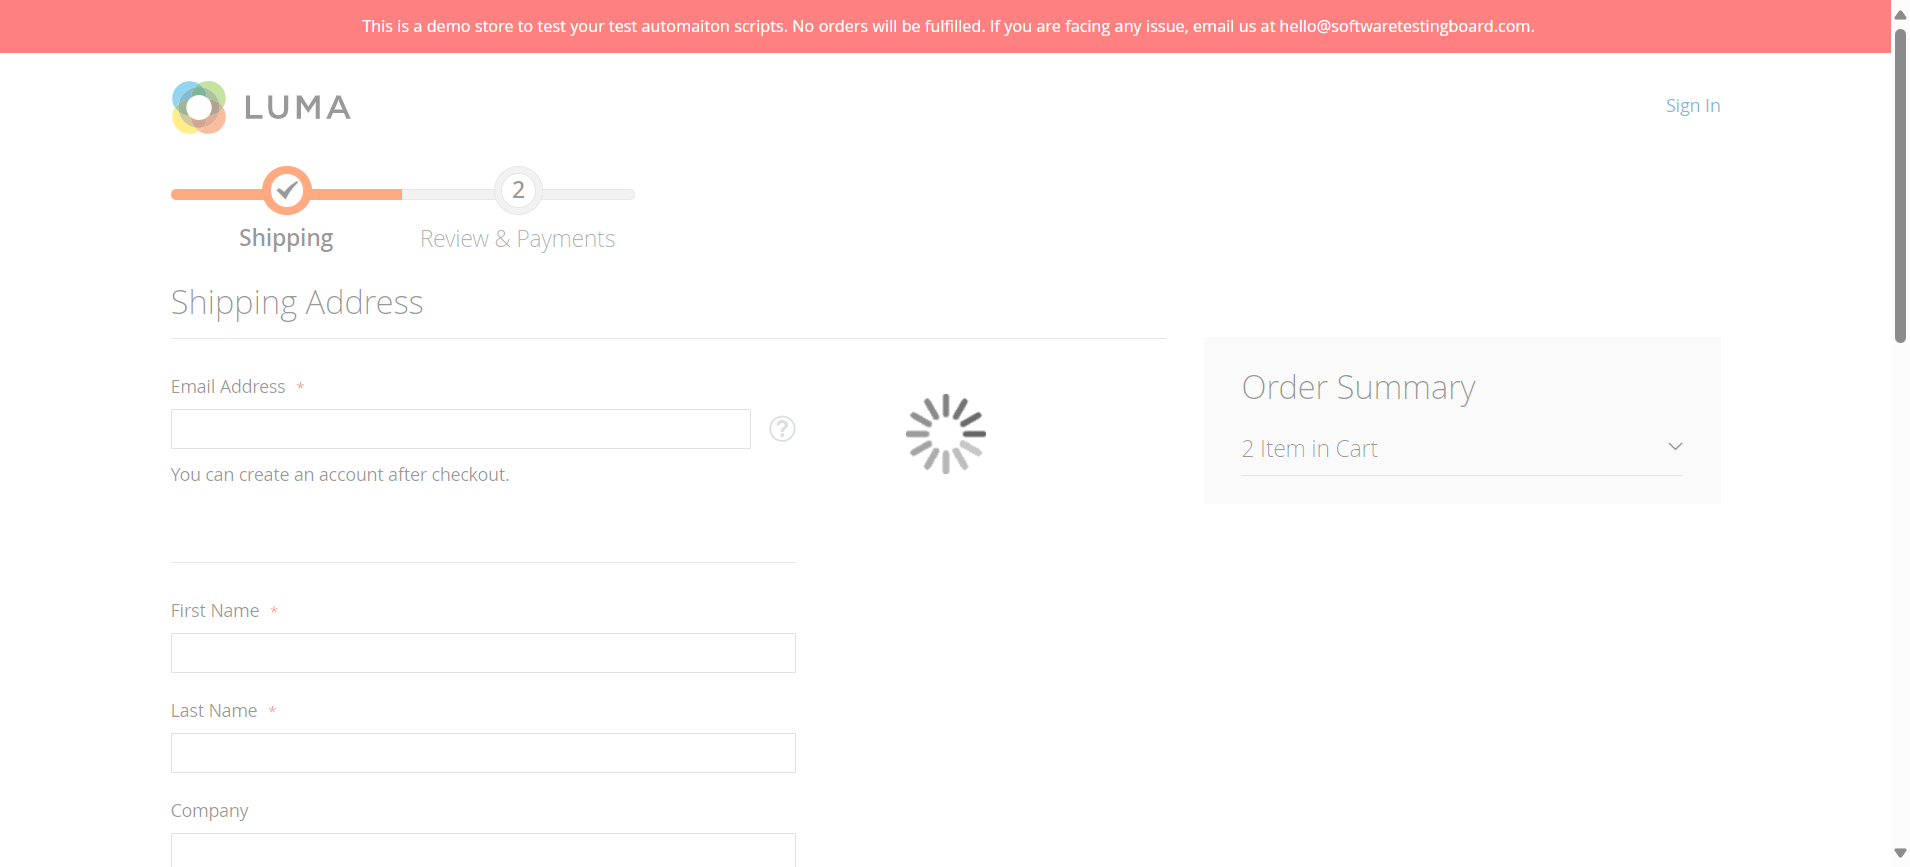 This is a demo store to test your test automaiton scripts. No orders will be fulfilled. If you are facing any issue, email us at hello@softwaretestingboard.com.
LUMA
Sign In
2
Shipping
Review & Payments
Shipping Address
Email Address *
?
You can create an account after checkout.
First Name *
Last Name *
Company
Order Summary
2 Item in Cart